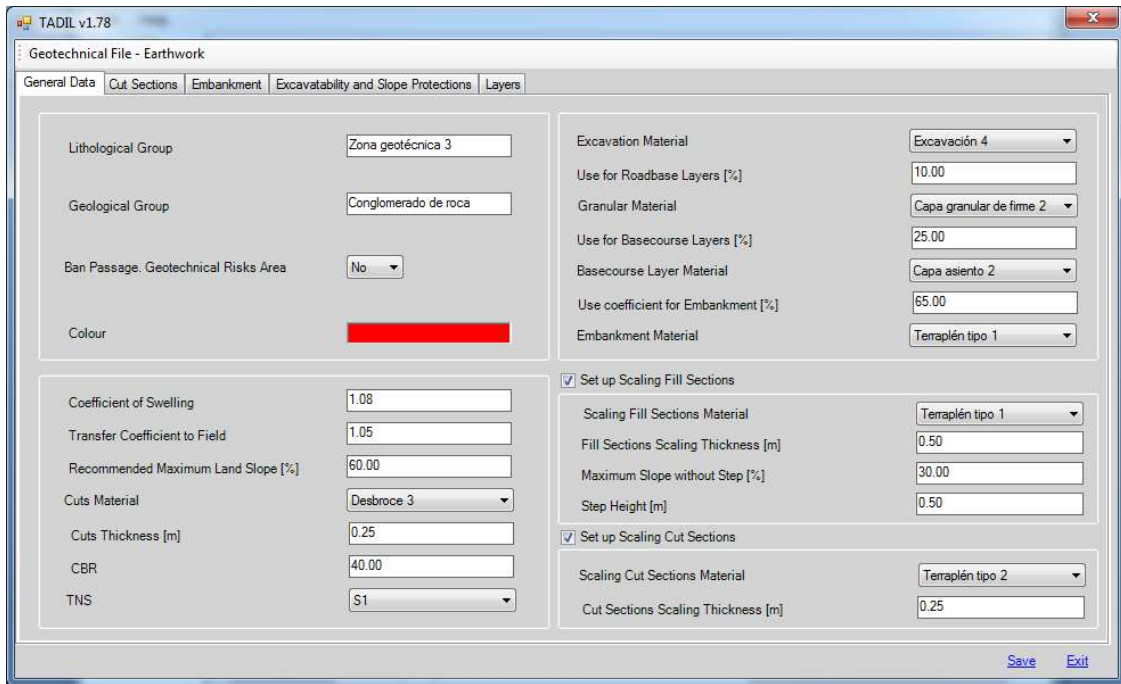 TADIL v1.78
Geotechnical File - Earthwork
General Data Cut Sections Embankment Excavatability and Slope Protections Layers
Lithological Group Zona geotécnica 3
Geological Group Conglomerado de roca
Ban Passage. Geotechnical Risks Area No
Colour
Coefficient of Swelling 1.08
Transfer Coefficient to Field 1.05
Recommended Maximum Land Slope [%] 60.00
Cuts Material Desbroce 3
Cuts Thickness [m] 0.25
CBR 40.00
TNS S1
Excavation Material Excavación 4
Use for Roadbase Layers [%] 10.00
Granular Material Capa granular de firme 2
Use for Basecourse Layers [%] 25.00
Basecourse Layer Material Capa asiento 2
Use coefficient for Embankment [%] 65.00
Embankment Material Terraplén tipo 1
Set up Scaling Fill Sections
Scaling Fill Sections Material Terraplén tipo 1
Fill Sections Scaling Thickness [m] 0.50
Maximum Slope without Step [%] 30.00
Step Height [m] 0.50
Set up Scaling Cut Sections
Scaling Cut Sections Material Terraplén tipo 2
Cut Sections Scaling Thickness [m] 0.25
Save Exit